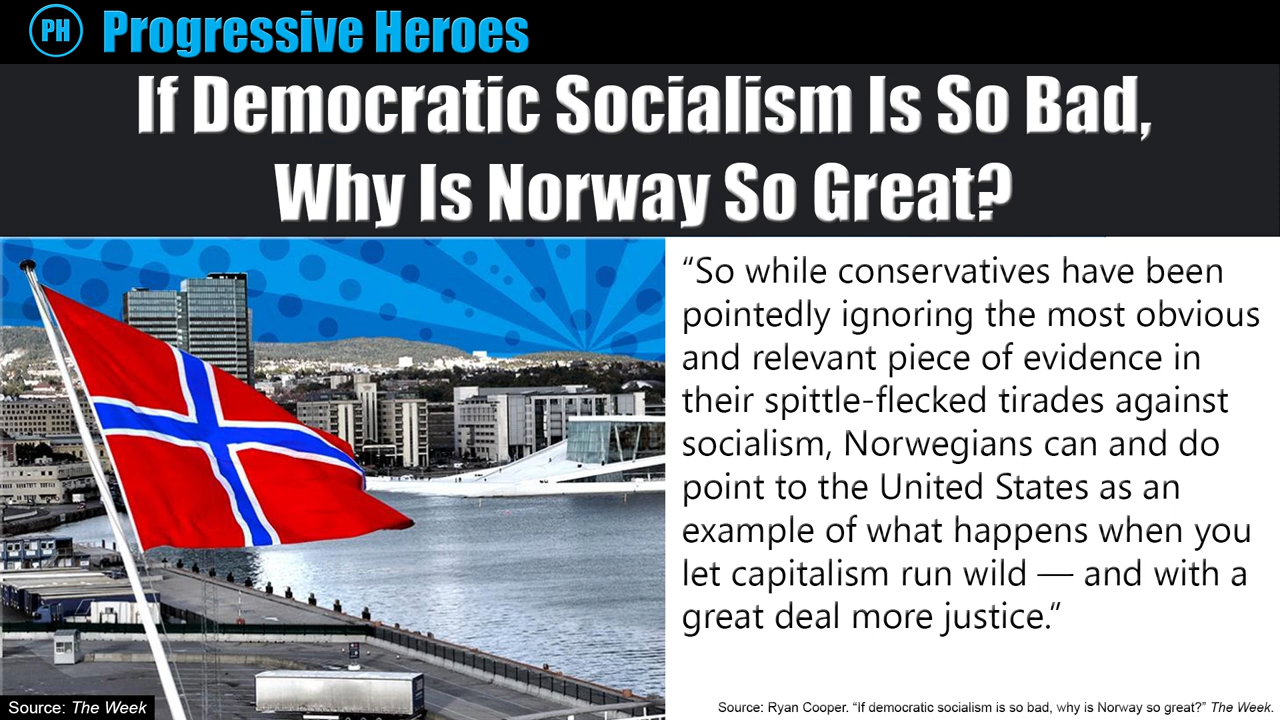 PH Progressive Heroes
If Democratic Socialism Is So Bad,
Why Is Norway So Great?
“So while conservatives have been
pointedly ignoring the most obvious
and relevant piece of evidence in
their spittle-flecked tirades against
socialism, Norwegians can and do
point to the United States as an
example of what happens when you
let capitalism run wild — and with a
great deal more justice.”
Source: The Week
Source: Ryan Cooper. “If democratic socialism is so bad, why is Norway so great?” The Week.